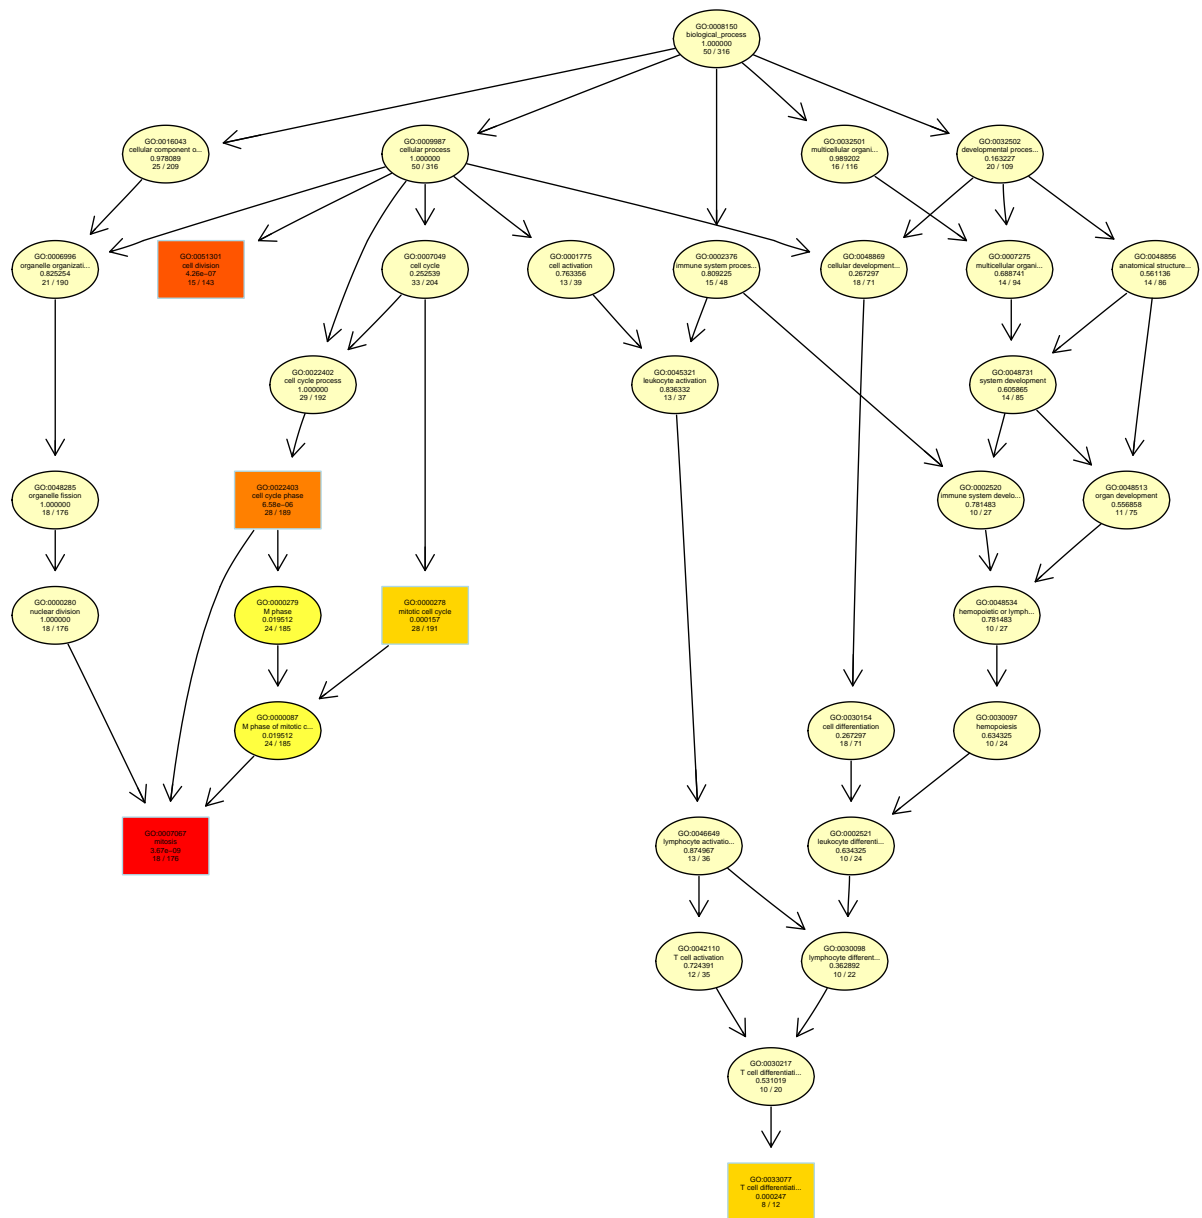 GO:0008150
biological_process
1.000000
50 / 316
GO:0016043
cellular component o...
0.978089
25 / 209
GO:0009987
cellular process
1.000000
50 / 316
GO:0032501
multicellular organi...
0.989202
16 / 116
GO:0032502
developmental proces...
0.163227
20 / 109
GO:0006996
organelle organizati...
0.825254
21 / 190
GO:0051301
cell division
4.26e−07
15 / 143
GO:0007049
cell cycle
0.252539
33 / 204
GO:0001775
cell activation
0.763356
13 / 39
GO:0002376
immune system proces...
0.809225
15 / 48
GO:0048869
cellular development...
0.267297
18 / 71
GO:0007275
multicellular organi...
0.688741
14 / 94
GO:0048856
anatomical structure...
0.561136
14 / 86
GO:0022402
cell cycle process
1.000000
29 / 192
GO:0045321
leukocyte activation
0.836332
13 / 37
GO:0048731
system development
0.605865
14 / 85
GO:0048285
organelle fission
1.000000
18 / 176
GO:0022403
cell cycle phase
6.58e−06
28 / 189
GO:0002520
immune system develo...
0.781483
10 / 27
GO:0048513
organ development
0.556858
11 / 75
GO:0000280
nuclear division
1.000000
18 / 176
GO:0000279
M phase
0.019512
24 / 185
GO:0000278
mitotic cell cycle
0.000157
28 / 191
GO:0048534
hemopoietic or lymph...
0.781483
10 / 27
GO:0000087
M phase of mitotic c...
0.019512
24 / 185
GO:0030154
cell differentiation
0.267297
18 / 71
GO:0030097
hemopoiesis
0.634325
10 / 24
GO:0007067
mitosis
3.67e−09
18 / 176
GO:0046649
lymphocyte activatio...
0.874967
13 / 36
GO:0002521
leukocyte differenti...
0.634325
10 / 24
GO:0042110
T cell activation
0.724391
12 / 35
GO:0030098
lymphocyte different...
0.362892
10 / 22
GO:0030217
T cell differentiati...
0.531019
10 / 20
GO:0033077
T cell differentiati...
0.000247
8 / 12